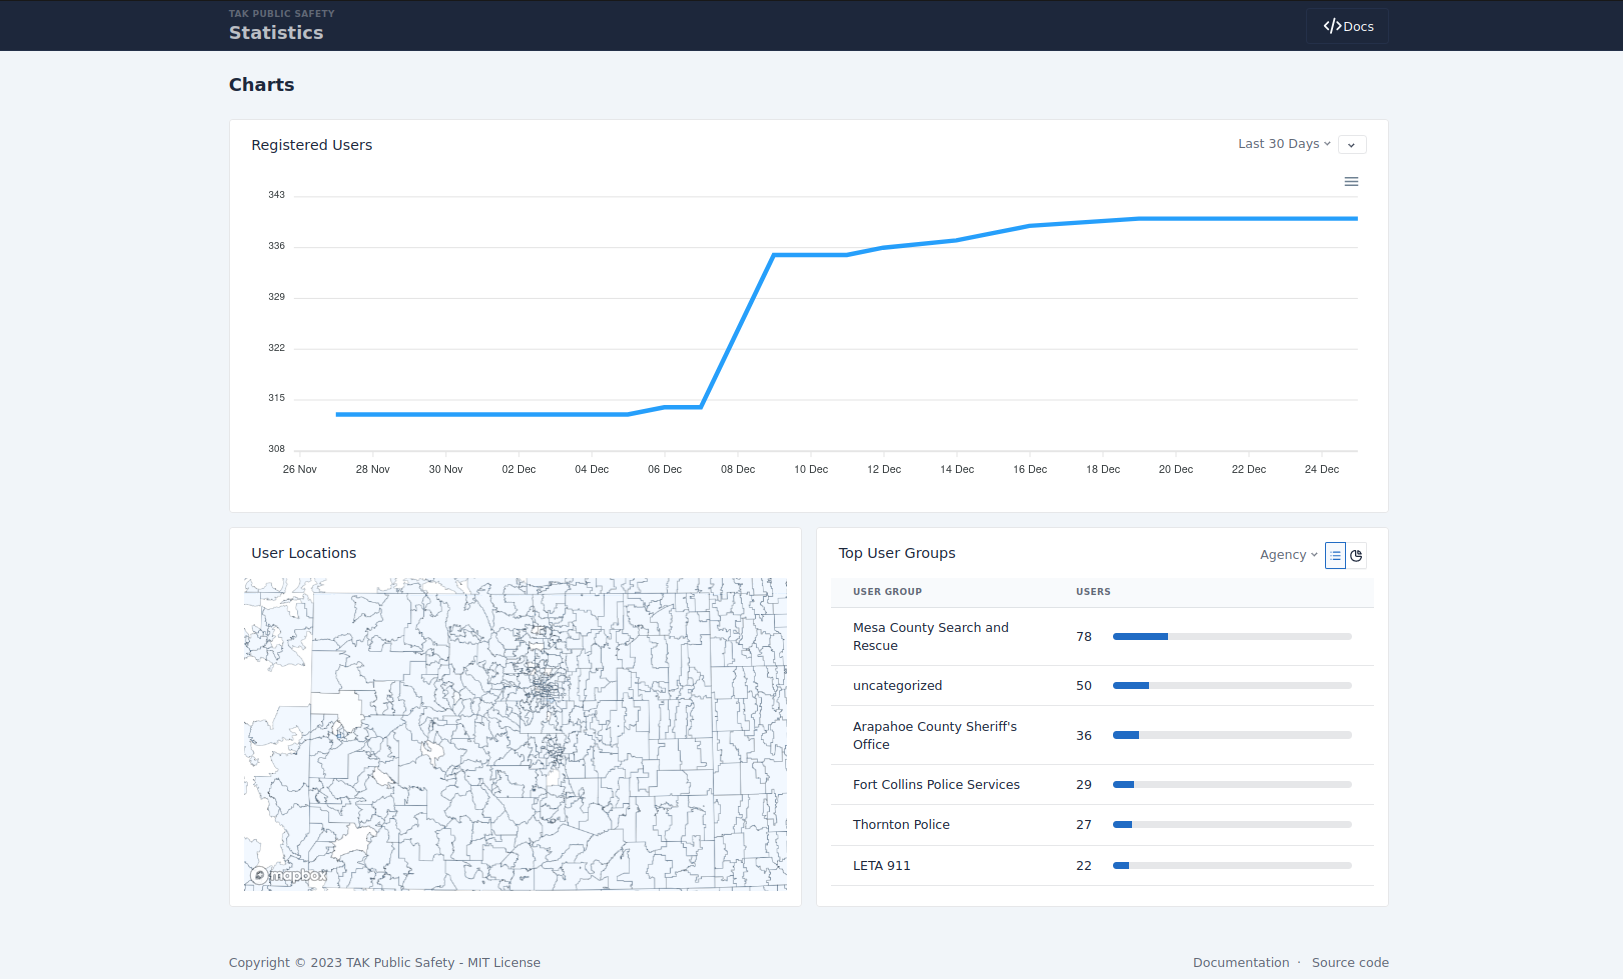 TAK PUBLIC SAFETY
Statistics
Docs
Charts
Registered Users
Last 30 Days
343
336
329
322
315
308
26 Nov 28 Nov 30 Nov 02 Dec 04 Dec 06 Dec 08 Dec 10 Dec 12 Dec 14 Dec 16 Dec 18 Dec 20 Dec 22 Dec 24 Dec
User Locations
mapbox
Top User Groups
Agency
USER GROUP USERS
Mesa County Search and
Rescue
78
uncategorized 50
Arapahoe County Sheriff's
Office
36
Fort Collins Police Services 29
Thornton Police 27
LETA 911 22
Copyright © 2023 TAK Public Safety - MIT License
Documentation · Source code